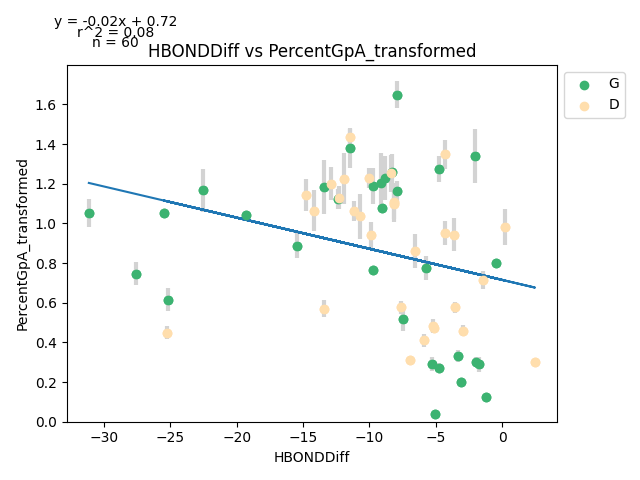 y = -0.02x + 0.72
r^2 = 0.08
n = 60
HBONDDiff vs PercentGpA_transformed
G
D
PercentGpA_transformed
1.6
1.4
1.2
1.0
0.8
0.6
0.4
0.2
0.0
−30
−25
−20
−15
−10
−5
0
HBONDDiff